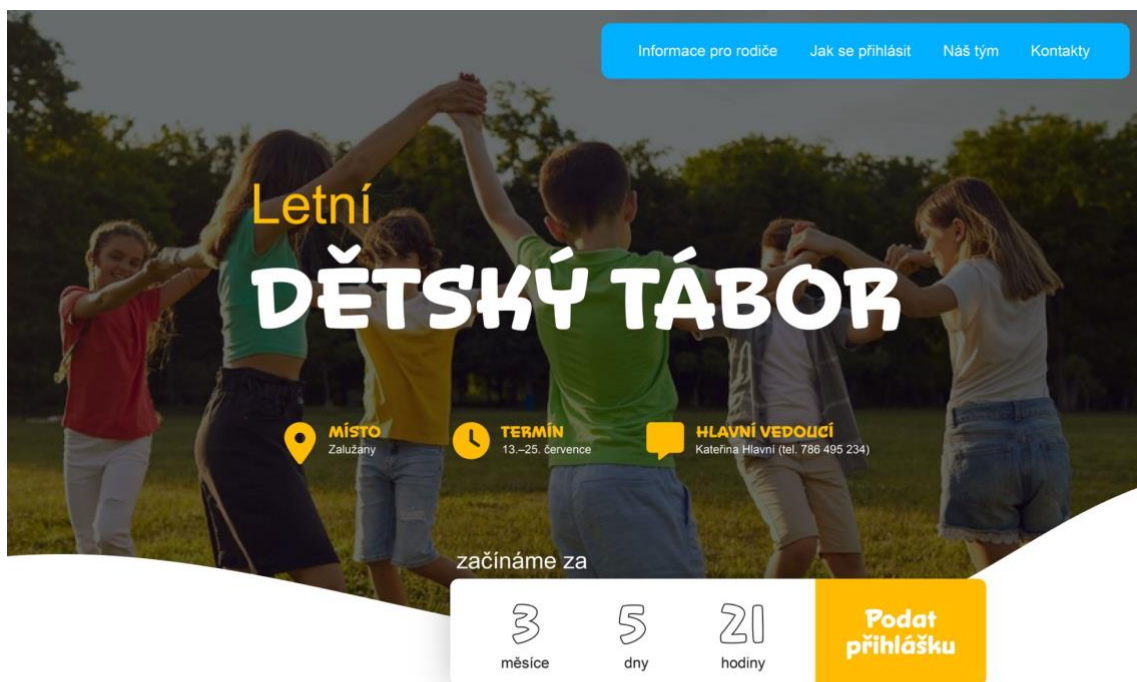 Informace pro rodiče Jak se přihlásit Náš tým Kontakty
Letní
DĚTSKÝ TÁBOR
MÍSTO
Zalužany
TERMÍN
13.–25. července
HLAVNÍ VEDOUCÍ
Kateřina Hlavní (tel. 786 495 234)
začínáme za
3 5 21
měsíce dny hodiny
Podat
přihlášku